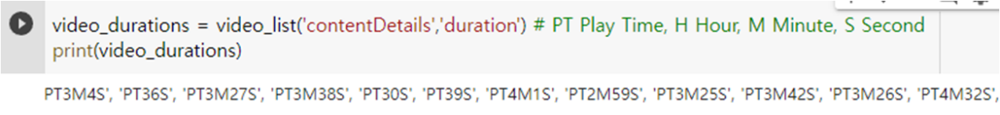 video_durations = video_list('contentDetails','duration') # PT Play Time, H Hour, M Minute, S Second
print(video_durations)
PT3M4S', 'PT36S', 'PT3M27S', 'PT3M38S', 'PT30S', 'PT39S', 'PT4M1S', 'PT2M59S', 'PT3M25S', 'PT3M42S', 'PT3M26S', 'PT4M32S',